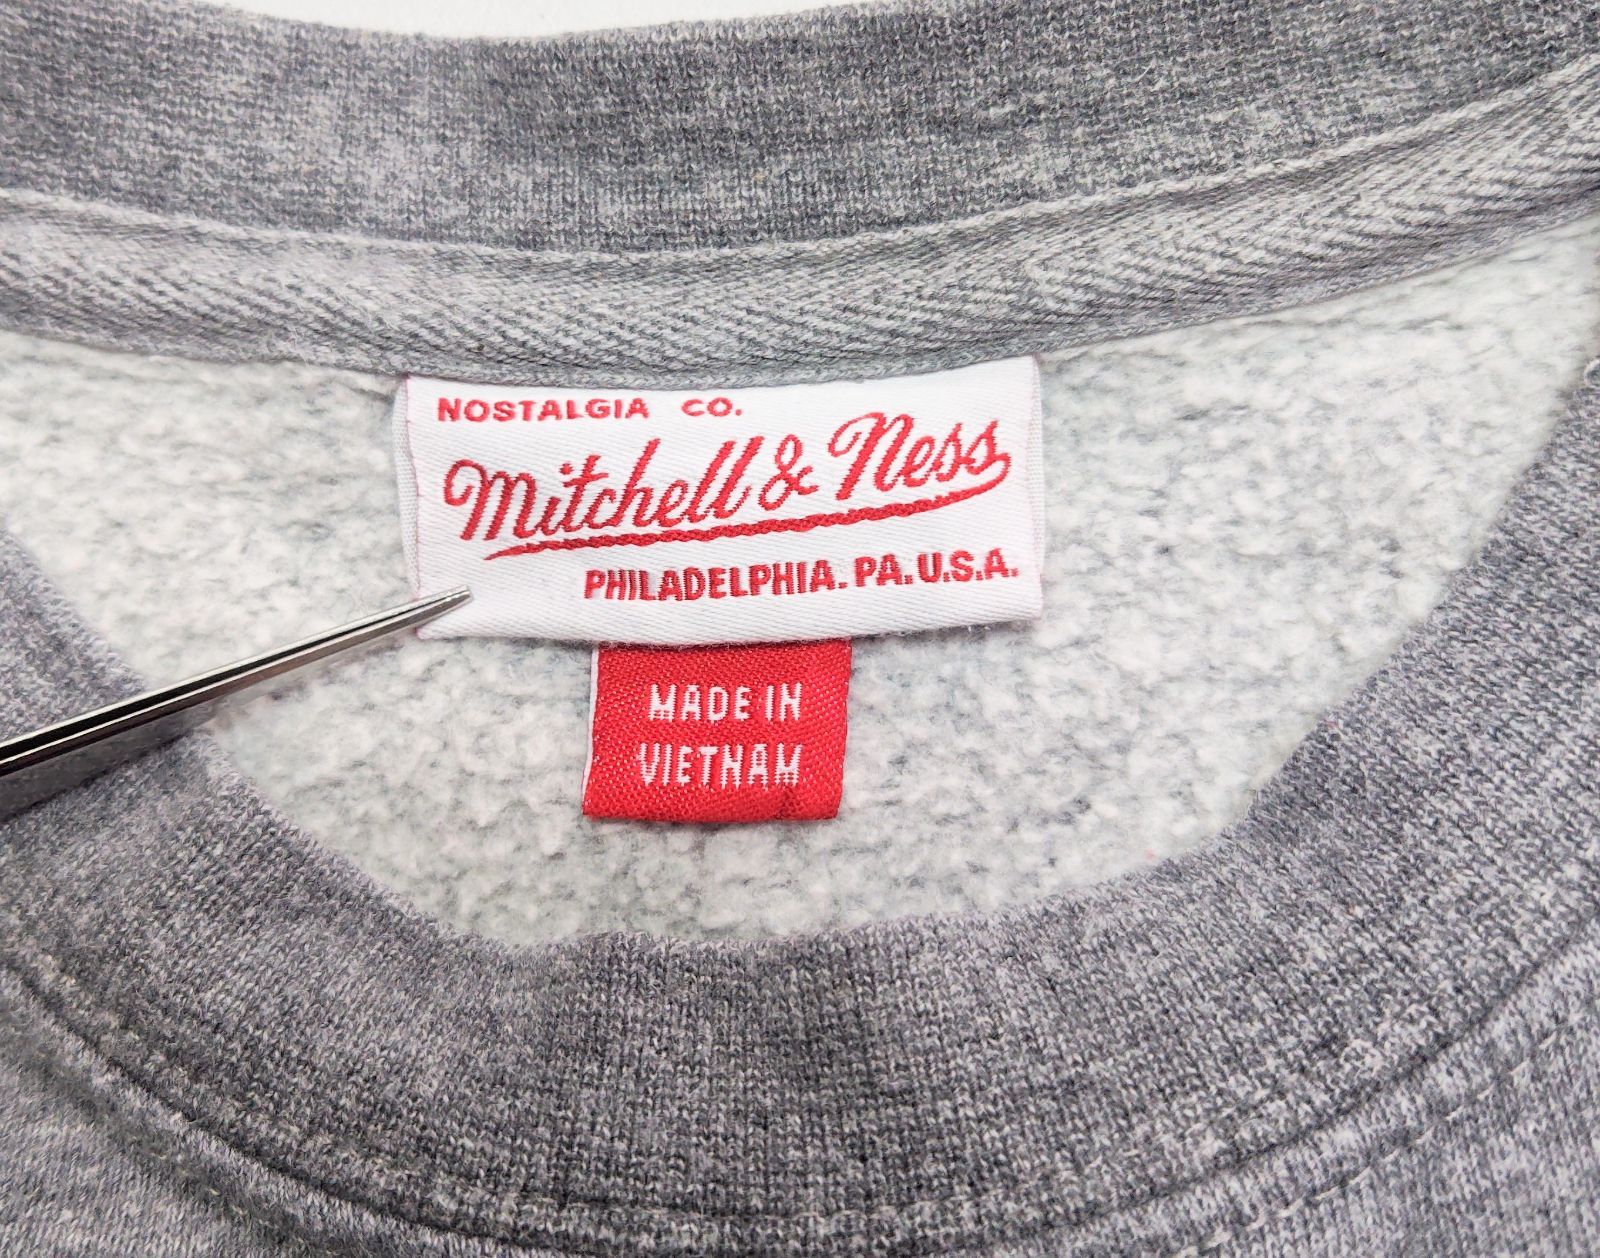 NOSTALGIA CO.
Mitchell & Ness
PHILADELPHIA. PA. U.S.A.
MADE IN
VIETNAM